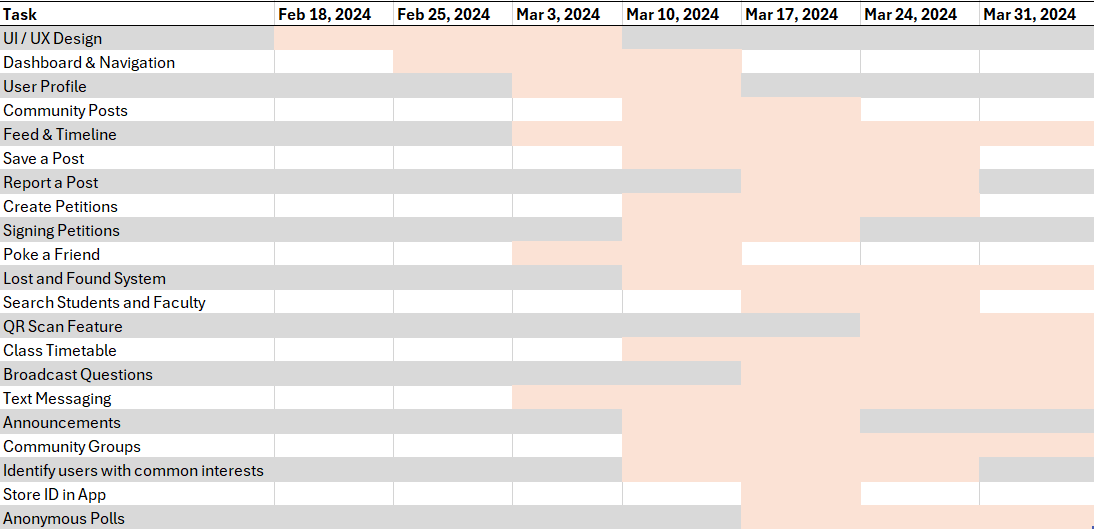 Task Feb 18, 2024 Feb 25, 2024 Mar 3, 2024 Mar 10, 2024 Mar 17, 2024 Mar 24, 2024 Mar 31, 2024
UI / UX Design
Dashboard & Navigation
User Profile
Community Posts
Feed & Timeline
Save a Post
Report a Post
Create Petitions
Signing Petitions
Poke a Friend
Lost and Found System
Search Students and Faculty
QR Scan Feature
Class Timetable
Broadcast Questions
Text Messaging
Announcements
Community Groups
Identify users with common interests
Store ID in App
Anonymous Polls